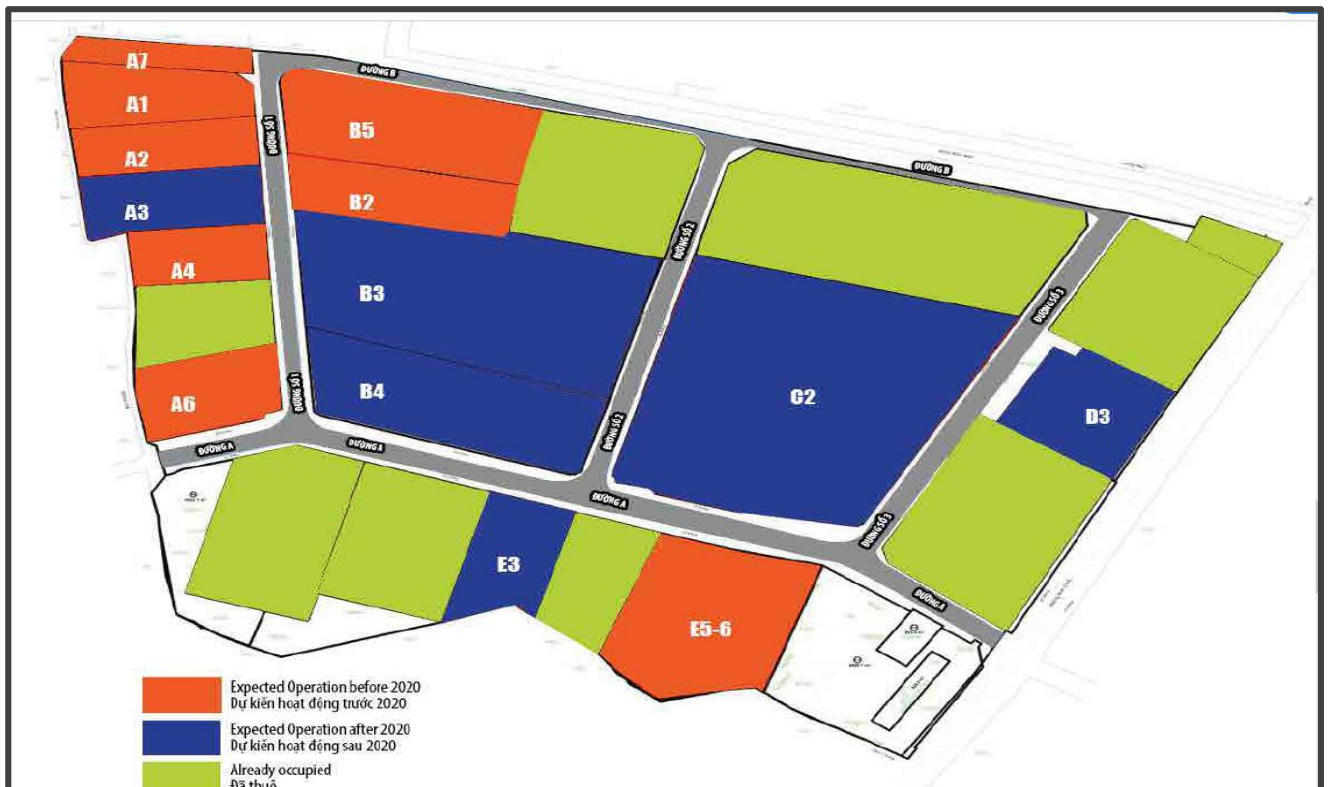 A7
ĐƯỜNG B
A1
ĐƯỜNG SỐ 1
B5
A2
ĐƯỜNG B
A3
B2
ĐƯỜNG SỐ 2
A4
B3
ĐƯỜNG SỐ 3
B4
C2
A6
ĐƯỜNG SỐ 1
D3
ĐƯỜNG SỐ 2
ĐƯỜNG A
ĐƯỜNG A
ĐƯỜNG A
ĐƯỜNG SỐ 3
E3
ĐƯỜNG A
E5-6
Expected Operation before 2020
Dự kiến hoạt động trước 2020
Expected Operation after 2020
Dự kiến hoạt động sau 2020
Already occupied
Đã thuê